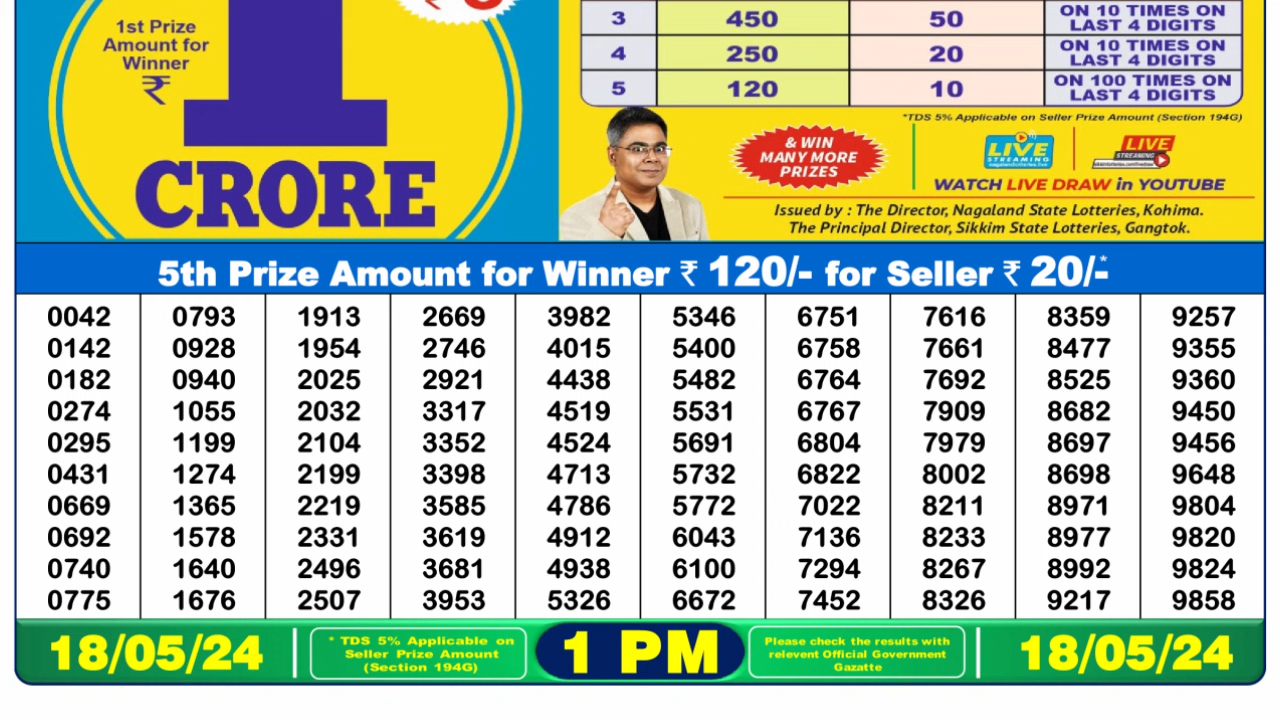 1st Prize
Amount for
Winner
₹
1
CRORE
3 450 50 ON 10 TIMES ON LAST 4 DIGITS
4 250 20 ON 10 TIMES ON LAST 4 DIGITS
5 120 10 ON 100 TIMES ON LAST 4 DIGITS
*TDS 5% Applicable on Seller Prize Amount (Section 194G)
& WIN
MANY MORE
PRIZES
LIVE
STREAMING
LIVE
STREAMING
WATCH LIVE DRAW in YOUTUBE
Issued by : The Director, Nagaland State Lotteries, Kohima.
The Principal Director, Sikkim State Lotteries, Gangtok.
5th Prize Amount for Winner ₹ 120/- for Seller ₹ 20/-*
0042 0793 1913 2669 3982 5346 6751 7616 8359 9257
0142 0928 1954 2746 4015 5400 6758 7661 8477 9355
0182 0940 2025 2921 4438 5482 6764 7692 8525 9360
0274 1055 2032 3317 4519 5531 6767 7909 8682 9450
0295 1199 2104 3352 4524 5691 6804 7979 8697 9456
0431 1274 2199 3398 4713 5732 6822 8002 8698 9648
0669 1365 2219 3585 4786 5772 7022 8211 8971 9804
0692 1578 2331 3619 4912 6043 7136 8233 8977 9820
0740 1640 2496 3681 4938 6100 7294 8267 8992 9824
0775 1676 2507 3953 5326 6672 7452 8326 9217 9858
18/05/24
* TDS 5% Applicable on
Seller Prize Amount
(Section 194G)
1 PM
Please check the results with
relevent Official Government
Gazatte
18/05/24